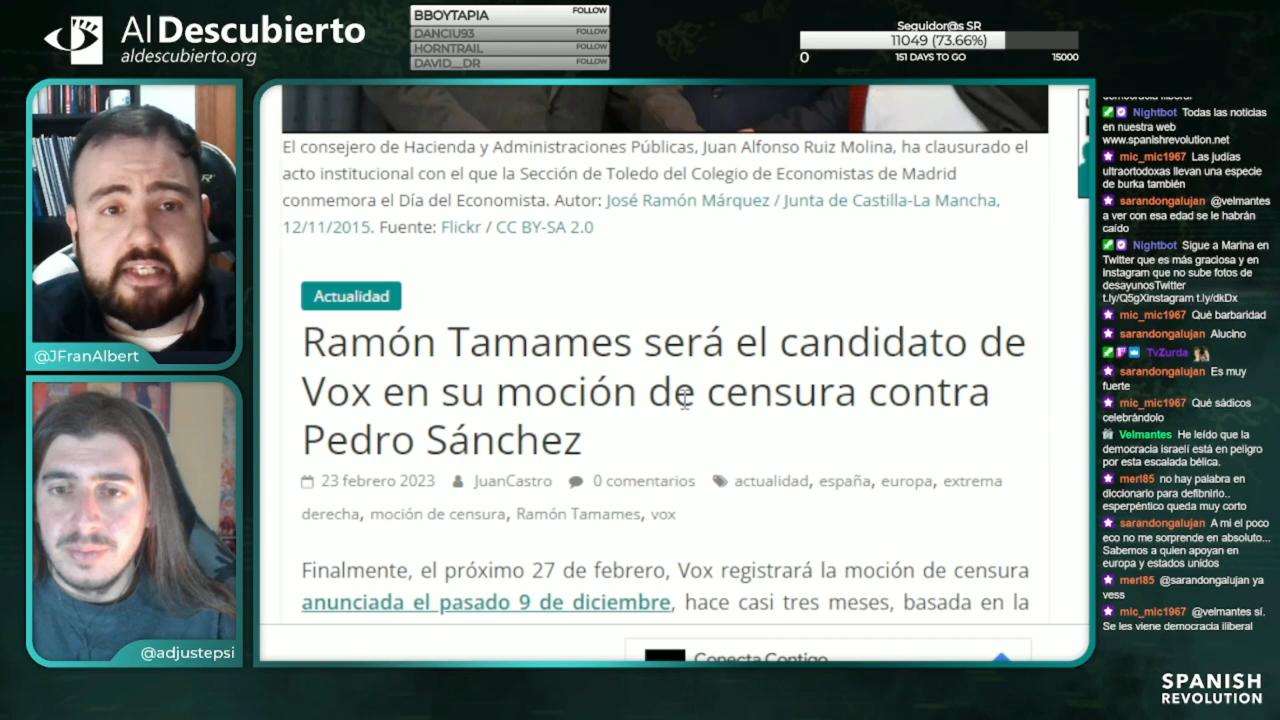 Al Descubierto
aldescubierto.org
BBOYTAPIA FOLLOW
DANCIU93 FOLLOW
HORNTRAIL FOLLOW
DAVID__DR FOLLOW
Seguidor@s SR
11049 (73.66%)
0 151 DAYS TO GO 15000
@JFranAlbert
@adjustepsi
El consejero de Hacienda y Administraciones Públicas, Juan Alfonso Ruiz Molina, ha clausurado el
acto institucional con el que la Sección de Toledo del Colegio de Economistas de Madrid
conmemora el Día del Economista. Autor: José Ramón Márquez / Junta de Castilla-La Mancha,
12/11/2015. Fuente: Flickr / CC BY-SA 2.0
Actualidad
Ramón Tamames será el candidato de
Vox en su moción de censura contra
Pedro Sánchez
23 febrero 2023 JuanCastro 0 comentarios actualidad, españa, europa, extrema
derecha, moción de censura, Ramón Tamames, vox
Finalmente, el próximo 27 de febrero, Vox registrará la moción de censura
anunciada el pasado 9 de diciembre, hace casi tres meses, basada en la
Conecta Contigo
democracia iliberal
Nightbot Todas las noticias
en nuestra web
www.spanishrevolution.net
mic_mic1967 Las judías
ultraortodoxas llevan una especie
de burka también
sarandongalujan @velmantes
a ver con esa edad se le habrán
caído
Nightbot Sigue a Marina en
Twitter que es más graciosa y en
Instagram que no sube fotos de
desayunosTwitter
t.ly/Q5gXinstagram t.ly/dkDx
mic_mic1967 Qué barbaridad
sarandongalujan Alucino
TvZurda
sarandongalujan Es muy
fuerte
mic_mic1967 Qué sádicos
celebrándolo
Velmantes He leído que la
democracia israelí está en peligro
por esta escalada bélica.
merl85 no hay palabra en
diccionario para defibnirlo..
esperpéntico queda muy corto
sarandongalujan A mi el poco
eco no me sorprende en absoluto...
Sabemos a quien apoyan en
europa y estados unidos
merl85 @sarandongalujan ya
vess
mic_mic1967 @velmantes sí.
Se les viene democracia iliberal
SPANISH
REVOLUTION